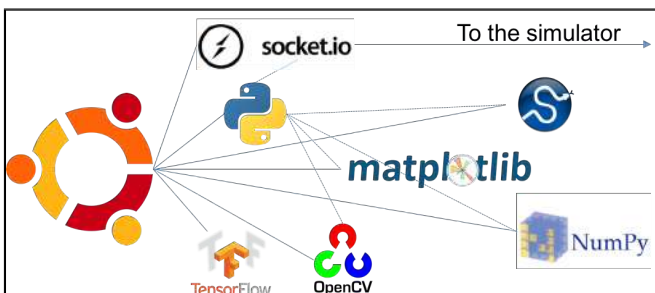 socket.io
To the simulator
matplotlib
NumPy
TensorFlow
OpenCV